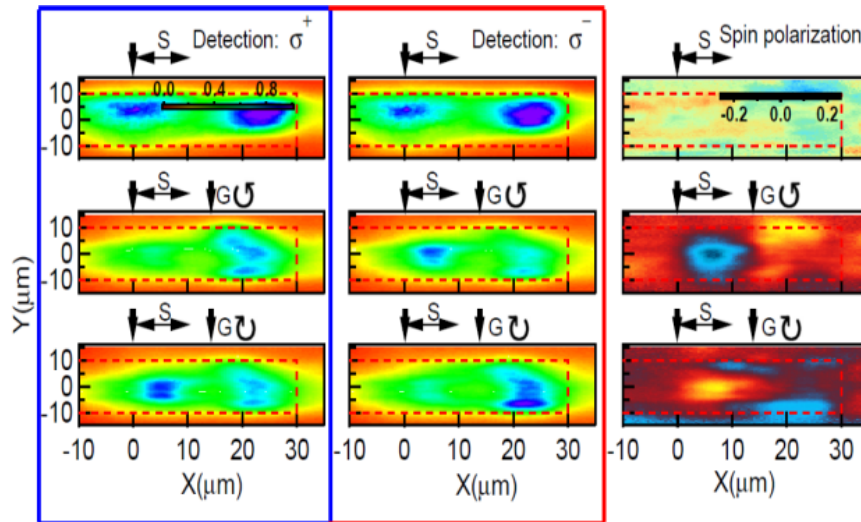 Detection: σ+
Detection: σ−
Spin polarization
S
S
S
0.0 0.4 0.8
-0.2 0.0 0.2
10
0
-10
S
G↺
S
G↺
S
G↺
Y(μm)
10
0
-10
S
G↻
S
G↻
S
G↻
10
0
-10
-10 0 10 20 30
-10 0 10 20 30
-10 0 10 20 30
X(μm)
X(μm)
X(μm)